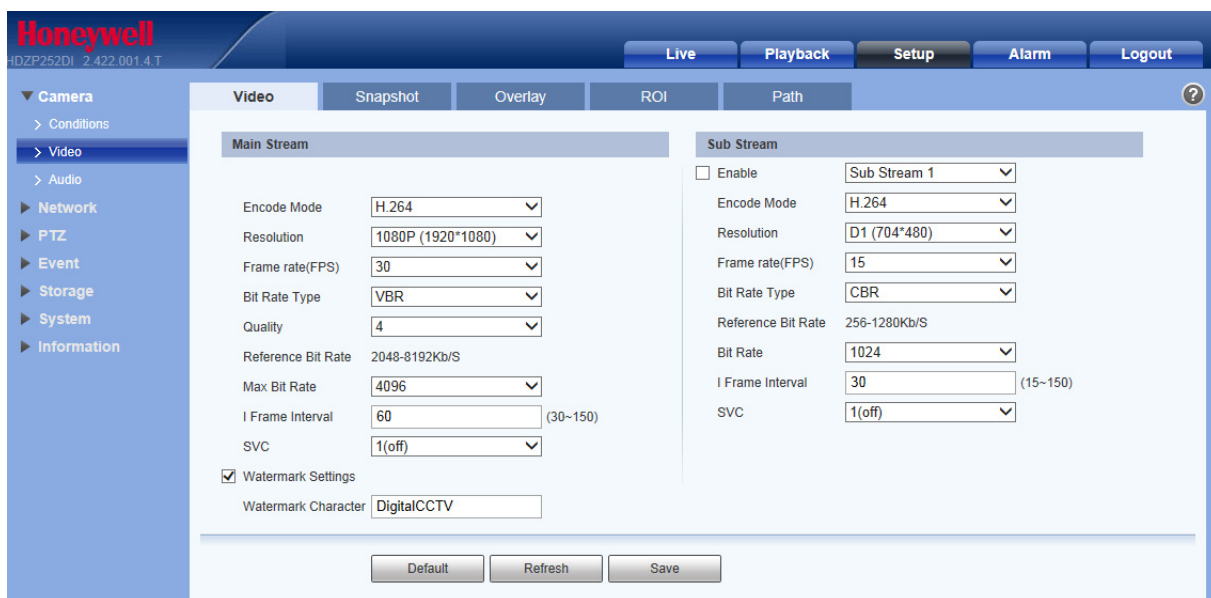 Honeywell
HDZP252DI 2.422.001.4.T
Live Playback Setup Alarm Logout
Camera
Conditions
Video
Audio
Network
PTZ
Event
Storage
System
Information
Video Snapshot Overlay ROI Path
?
Main Stream
Encode Mode H.264
Resolution 1080P (1920*1080)
Frame rate(FPS) 30
Bit Rate Type VBR
Quality 4
Reference Bit Rate 2048-8192Kb/S
Max Bit Rate 4096
I Frame Interval 60 (30~150)
SVC 1(off)
Watermark Settings
Watermark Character DigitalCCTV
Sub Stream
Enable Sub Stream 1
Encode Mode H.264
Resolution D1 (704*480)
Frame rate(FPS) 15
Bit Rate Type CBR
Reference Bit Rate 256-1280Kb/S
Bit Rate 1024
I Frame Interval 30 (15~150)
SVC 1(off)
Default Refresh Save